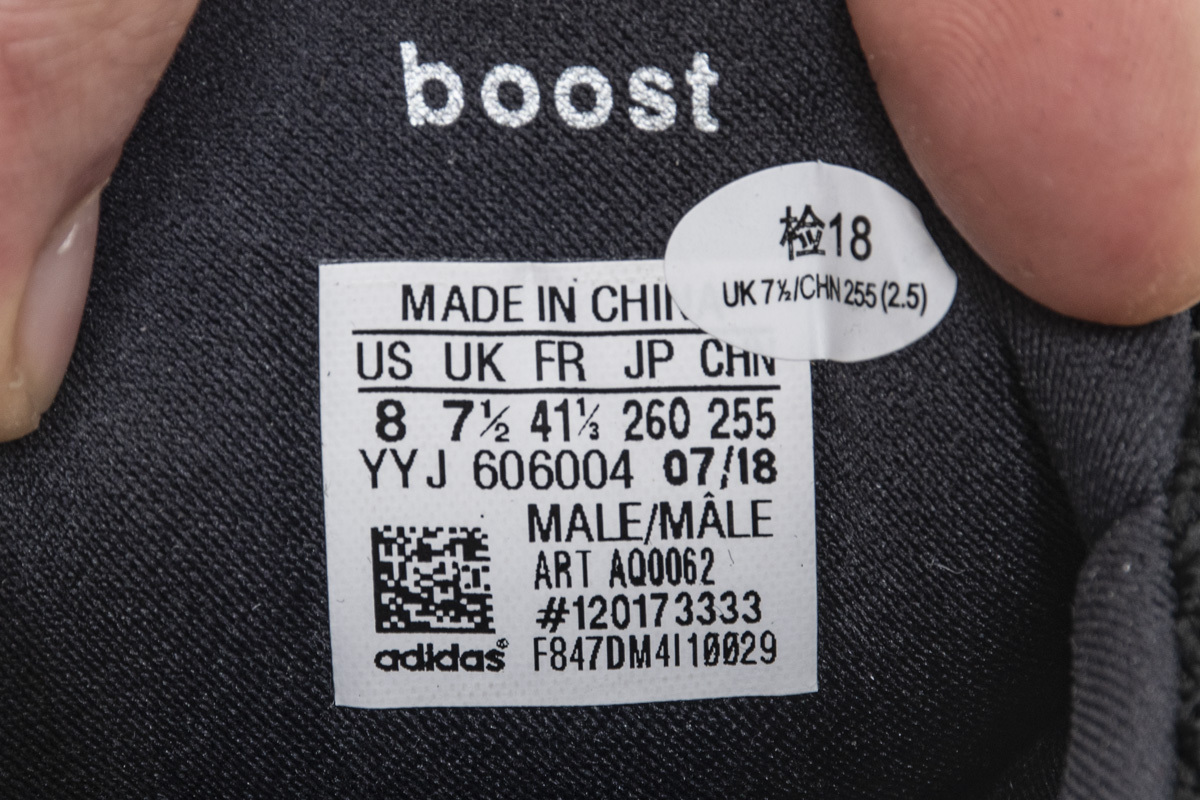 boost
检18
UK 7½/CHN 255 (2.5)
MADE IN CHINA
US UK FR JP CHN
8 7½ 41⅓ 260 255
YYJ 606004 07/18
MALE/MÂLE
ART AQ0062
#120173333
F847DM4I10029
adidas®